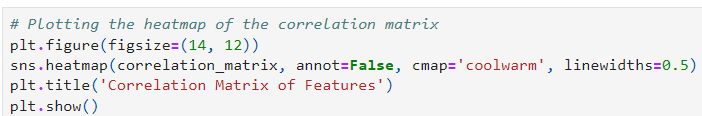 # Plotting the heatmap of the correlation matrix
plt.figure(figsize=(14, 12))
sns.heatmap(correlation_matrix, annot=False, cmap='coolwarm', linewidths=0.5)
plt.title('Correlation Matrix of Features')
plt.show()